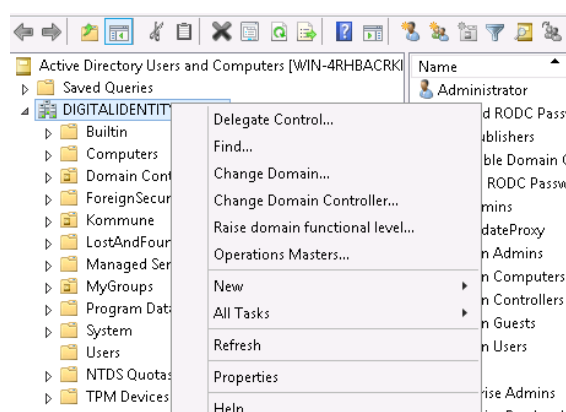 Active Directory Users and Computers [WIN-4RHBACRKI
Saved Queries
DIGITALIDENTITY
Builtin
Computers
Domain Cont
ForeignSecur
Kommune
LostAndFour
Managed Ser
MyGroups
Program Data
System
Users
NTDS Quotas
TPM Devices
Delegate Control...
Find...
Change Domain...
Change Domain Controller...
Raise domain functional level...
Operations Masters...
New
All Tasks
Refresh
Properties
Help
Name
Administrator
d RODC Pass
ublishers
ble Domain C
RODC Passw
mins
dateProxy
n Admins
n Computers
n Controllers
n Guests
n Users
rise Admins